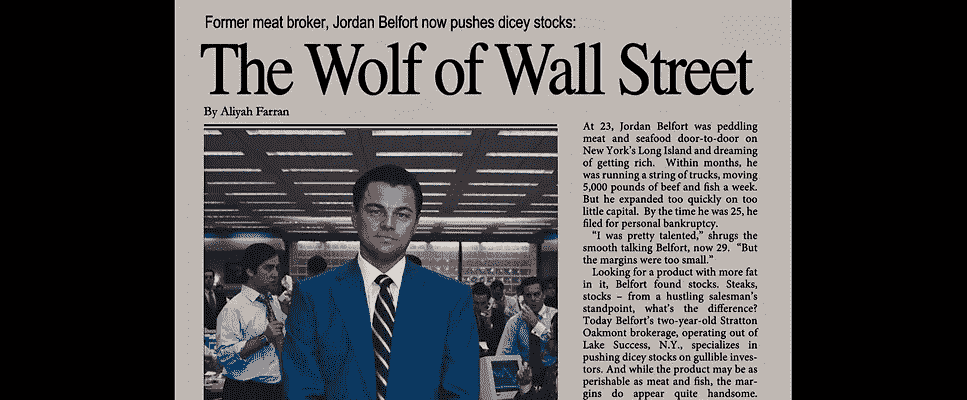 Former meat broker, Jordan Belfort now pushes dicey stocks:
The Wolf of Wall Street
By Aliyah Farran
At 23, Jordan Belfort was peddling
meat and seafood door-to-door on
New York's Long Island and dreaming
of getting rich. Within months, he
was running a string of trucks, moving
5,000 pounds of beef and fish a week.
But he expanded too quickly on too
little capital. By the time he was 25, he
filed for personal bankruptcy.
"I was pretty talented," shrugs the
smooth talking Belfort, now 29. "But
the margins were too small."
Looking for a product with more fat
in it, Belfort found stocks. Steaks,
stocks – from a hustling salesman's
standpoint, what's the difference?
Today Belfort's two-year-old Stratton
Oakmont brokerage, operating out of
Lake Success, N.Y., specializes in
pushing dicey stocks on gullible inves-
tors. And while the product may be as
perishable as meat and fish, the mar-
gins do appear quite handsome.